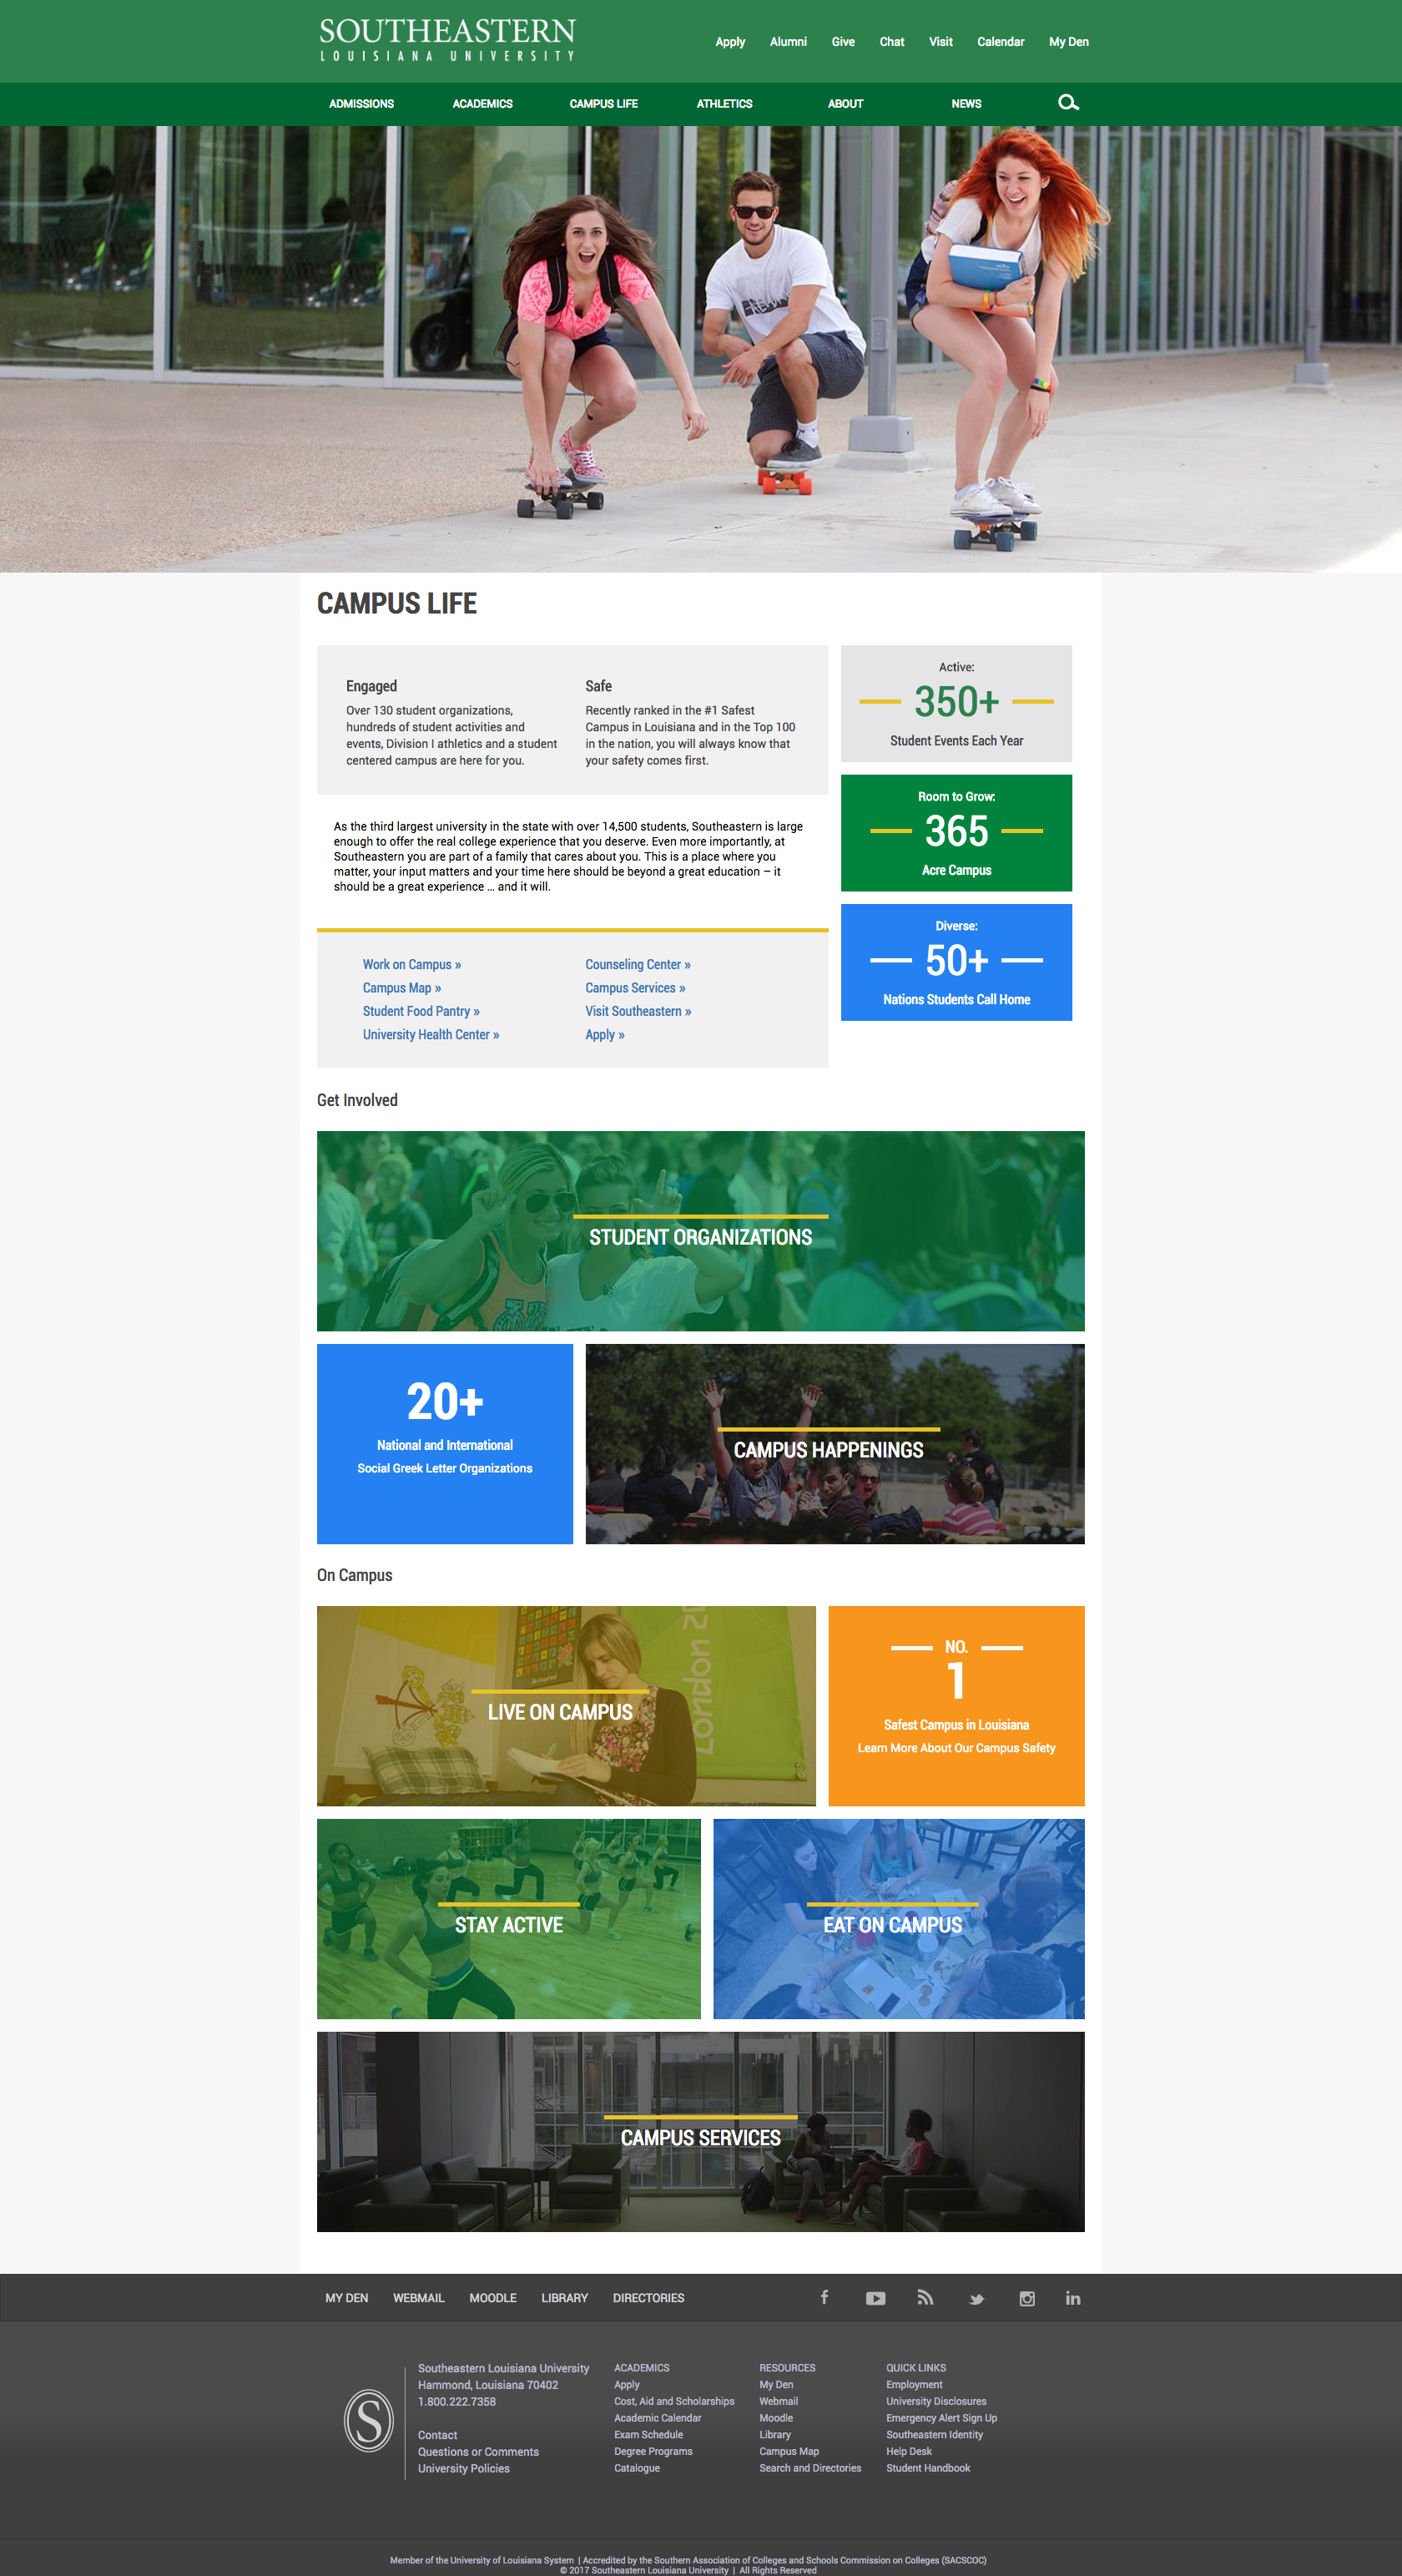 SOUTHEASTERN
LOUISIANA UNIVERSITY
Apply Alumni Give Chat Visit Calendar My Den
ADMISSIONS ACADEMICS CAMPUS LIFE ATHLETICS ABOUT NEWS
CAMPUS LIFE
Engaged
Over 130 student organizations,
hundreds of student activities and
events, Division I athletics and a student
centered campus are here for you.
Safe
Recently ranked in the #1 Safest
Campus in Louisiana and in the Top 100
in the nation, you will always know that
your safety comes first.
Active:
350+
Student Events Each Year
Room to Grow:
365
Acre Campus
Diverse:
50+
Nations Students Call Home
As the third largest university in the state with over 14,500 students, Southeastern is large
enough to offer the real college experience that you deserve. Even more importantly, at
Southeastern you are part of a family that cares about you. This is a place where you
matter, your input matters and your time here should be beyond a great education – it
should be a great experience ... and it will.
Work on Campus »
Campus Map »
Student Food Pantry »
University Health Center »
Counseling Center »
Campus Services »
Visit Southeastern »
Apply »
Get Involved
STUDENT ORGANIZATIONS
20+
National and International
Social Greek Letter Organizations
CAMPUS HAPPENINGS
On Campus
London
LIVE ON CAMPUS
NO.
1
Safest Campus in Louisiana
Learn More About Our Campus Safety
STAY ACTIVE
EAT ON CAMPUS
CAMPUS SERVICES
MY DEN WEBMAIL MOODLE LIBRARY DIRECTORIES
S
Southeastern Louisiana University
Hammond, Louisiana 70402
1.800.222.7358
Contact
Questions or Comments
University Policies
ACADEMICS
Apply
Cost, Aid and Scholarships
Academic Calendar
Exam Schedule
Degree Programs
Catalogue
RESOURCES
My Den
Webmail
Moodle
Library
Campus Map
Search and Directories
QUICK LINKS
Employment
University Disclosures
Emergency Alert Sign Up
Southeastern Identity
Help Desk
Student Handbook
Member of the University of Louisiana System | Accredited by the Southern Association of Colleges and Schools Commission on Colleges (SACSCOC)
© 2017 Southeastern Louisiana University | All Rights Reserved